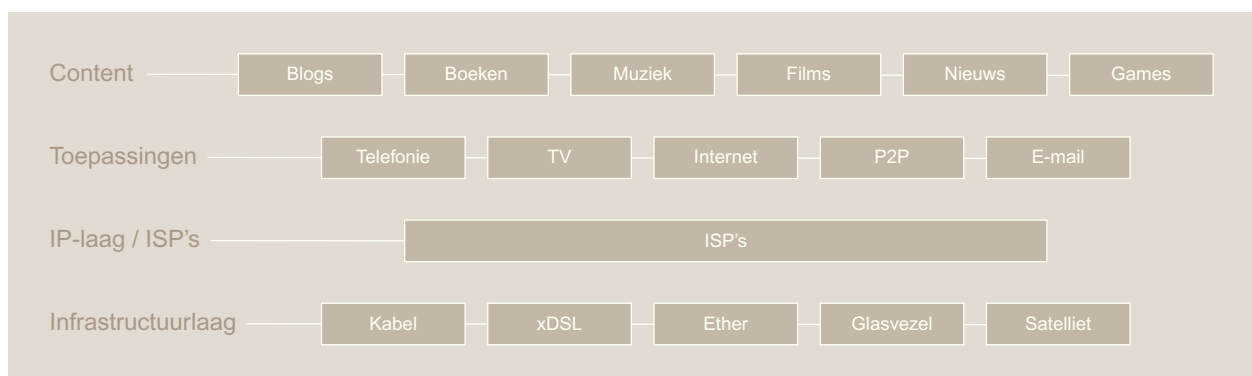 Content Blogs Boeken Muziek Films Nieuws Games
Toepassingen Telefonie TV Internet P2P E-mail
IP-laag / ISP's ISP's
Infrastructuurlaag Kabel xDSL Ether Glasvezel Satelliet